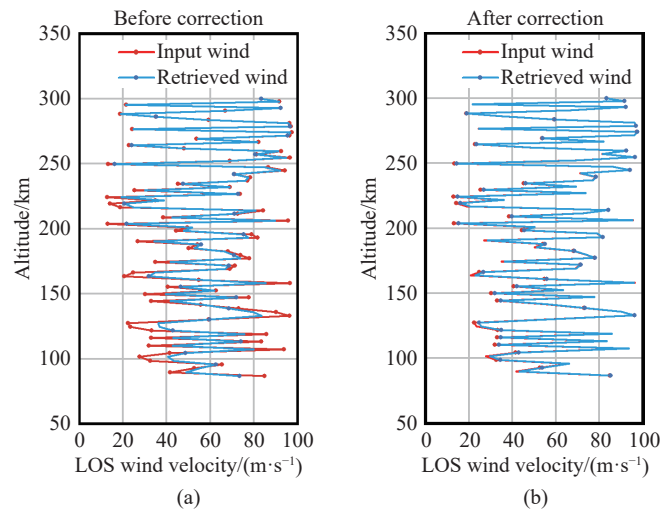 Before correction
350
300
250
200
150
100
50
Altitude/km
Input wind
Retrieved wind
0 20 40 60 80 100
LOS wind velocity/(m·s⁻¹)
(a)
After correction
350
300
250
200
150
100
50
Altitude/km
Input wind
Retrieved wind
0 20 40 60 80 100
LOS wind velocity/(m·s⁻¹)
(b)